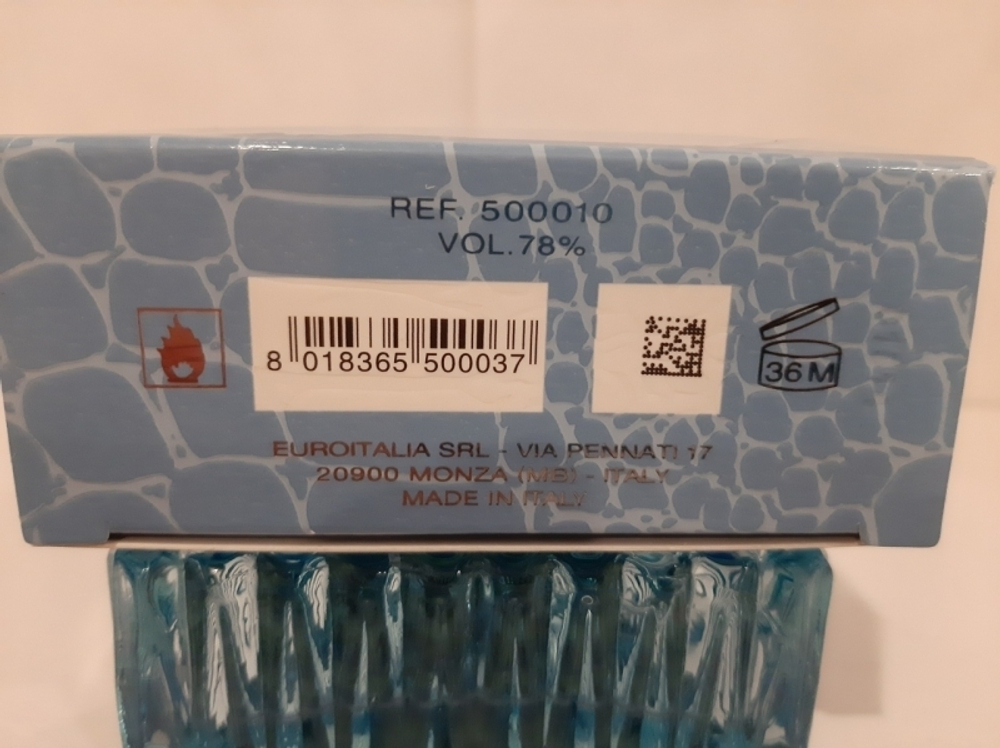 REF. 500010
VOL.78%
8 018365 500037
36 M
EUROITALIA SRL - VIA PENNATI 17
20900 MONZA (MB) - ITALY
MADE IN ITALY